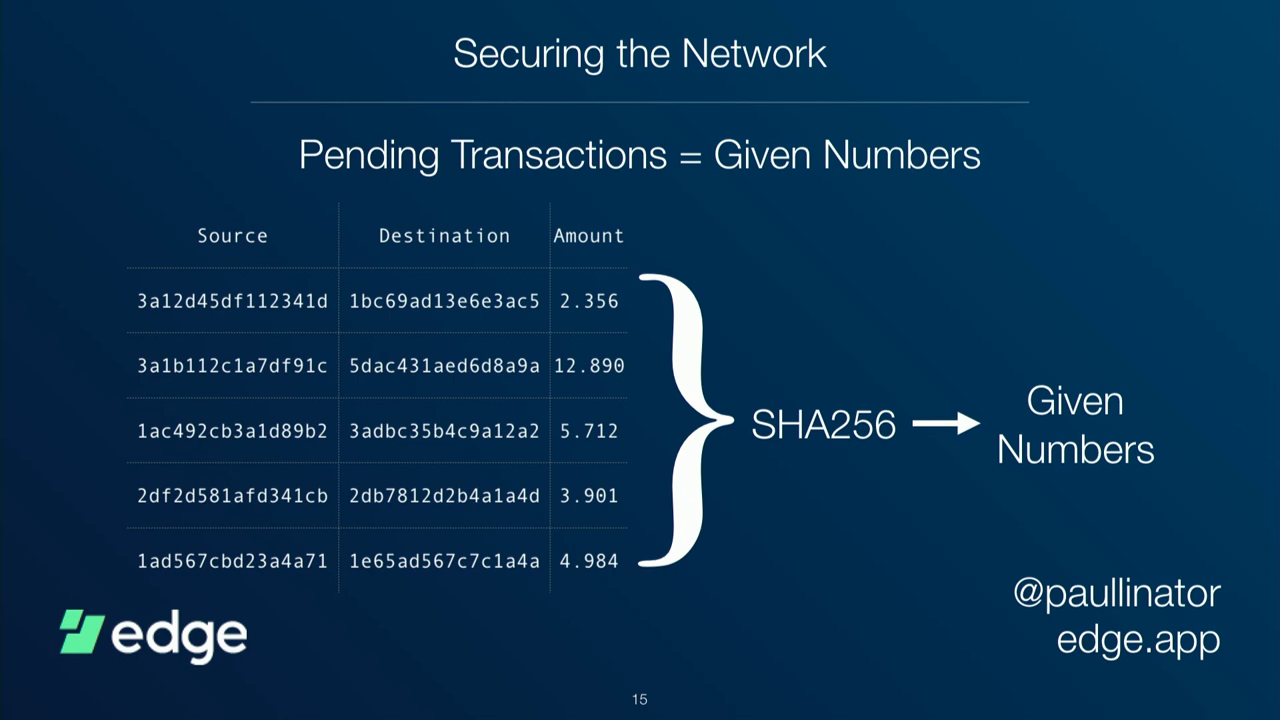 Securing the Network
Pending Transactions = Given Numbers
Source Destination Amount
3a12d45df112341d 1bc69ad13e6e3ac5 2.356
3a1b112c1a7df91c 5dac431aed6d8a9a 12.890
1ac492cb3a1d89b2 3adbc35b4c9a12a2 5.712
2df2d581afd341cb 2db7812d2b4a1a4d 3.901
1ad567cbd23a4a71 1e65ad567c7c1a4a 4.984
SHA256
Given
Numbers
edge
@paullinator
edge.app
15